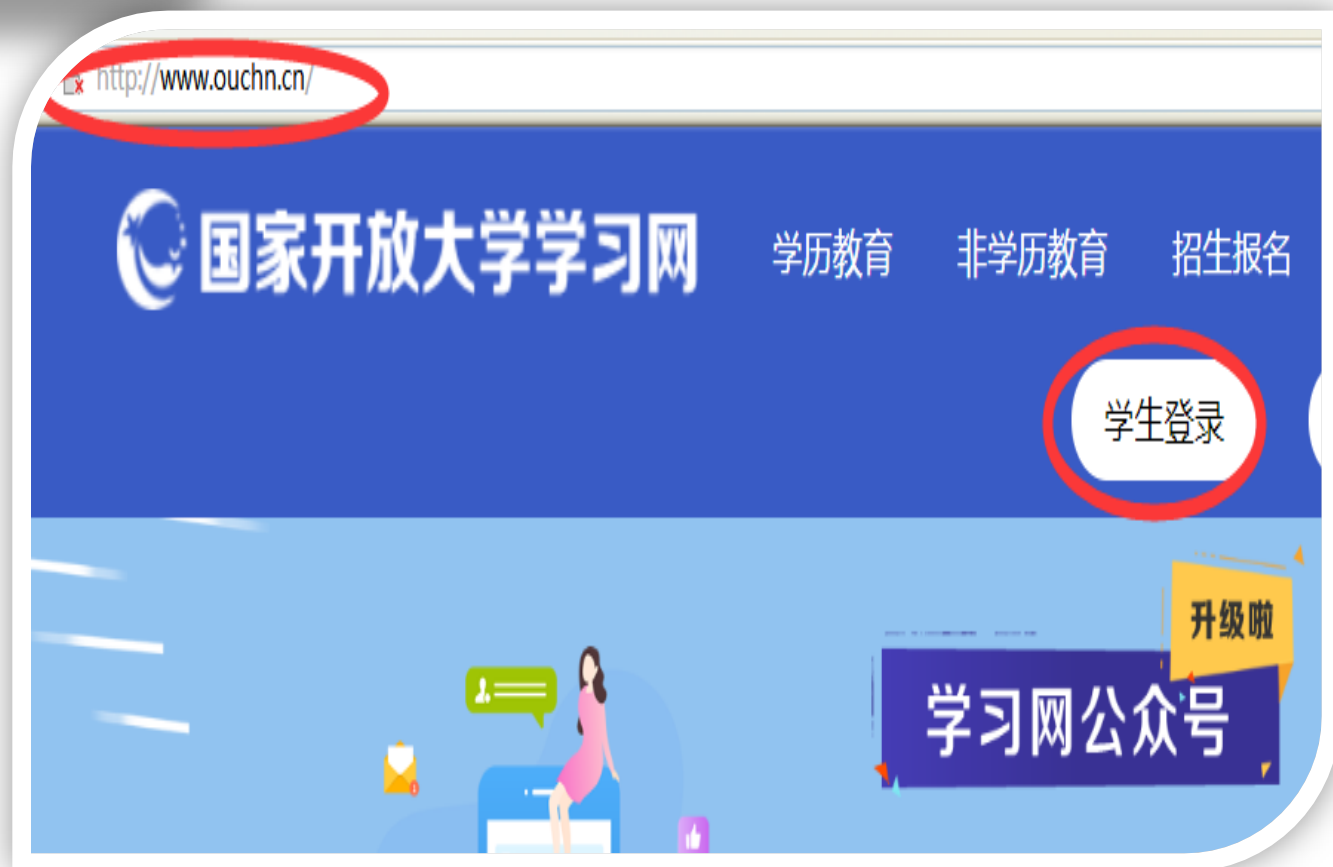 http://www.ouchn.cn/
国家开放大学学习网 学历教育 非学历教育 招生报名
学生登录
升级啦
学习网公众号